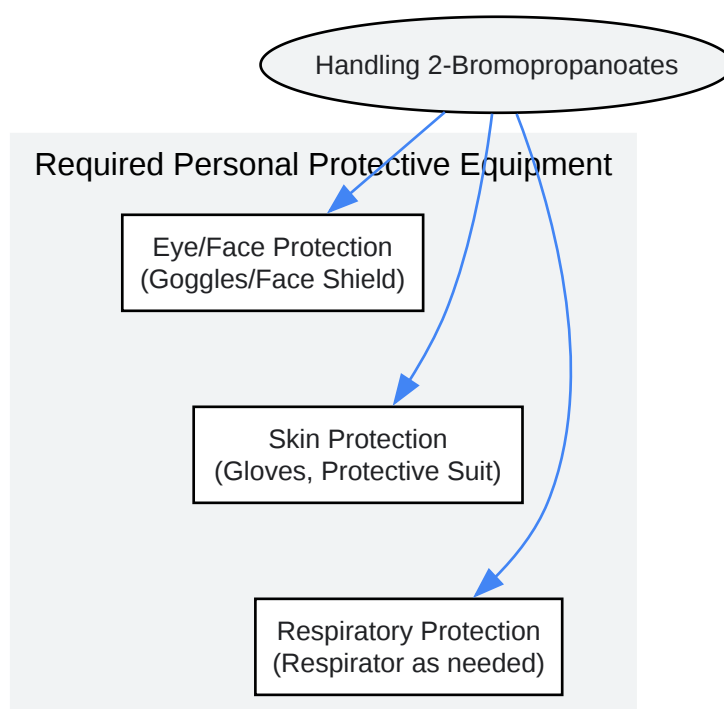 Handling 2-Bromopropanoates
Required Personal Protective Equipment
Eye/Face Protection
(Goggles/Face Shield)
Skin Protection
(Gloves, Protective Suit)
Respiratory Protection
(Respirator as needed)